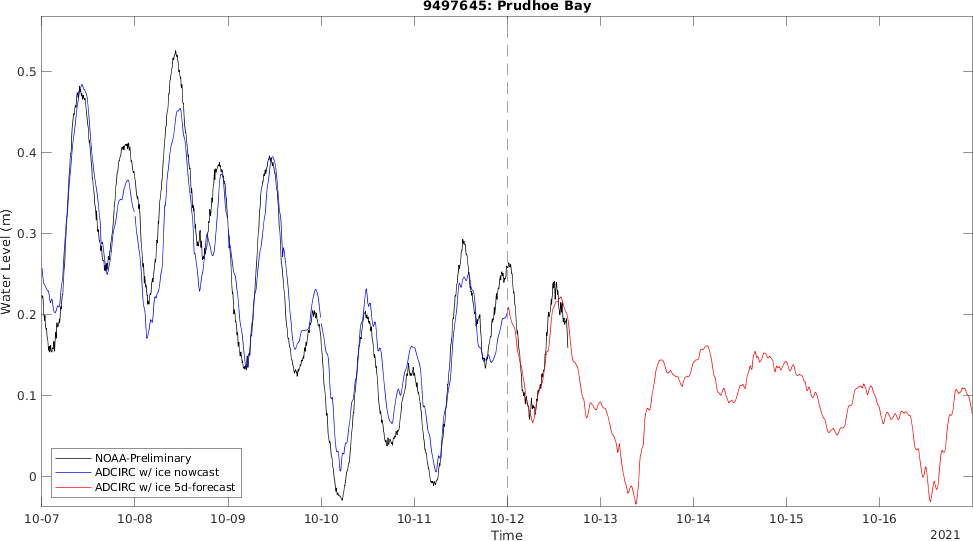 9497645: Prudhoe Bay
Water Level (m)
0.5
0.4
0.3
0.2
0.1
0
NOAA-Preliminary
ADCIRC w/ ice nowcast
ADCIRC w/ ice 5d-forecast
10-07 10-08 10-09 10-10 10-11 10-12 10-13 10-14 10-15 10-16
Time
2021